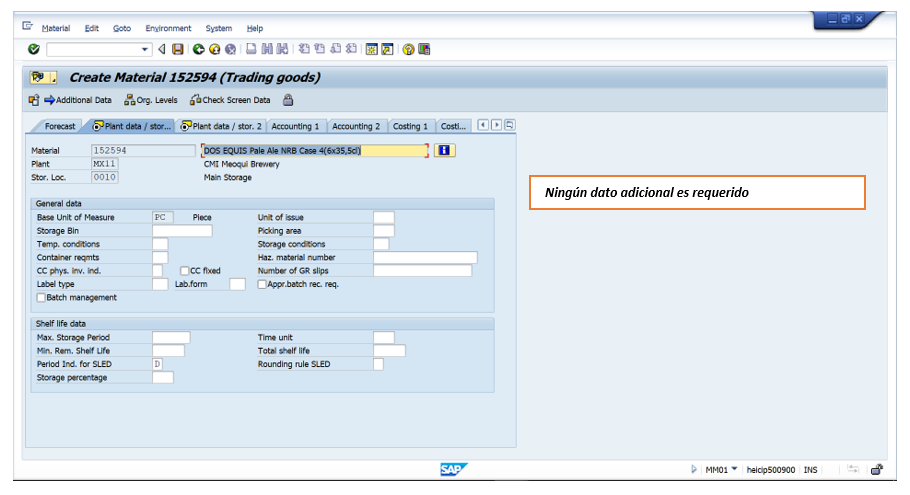 Material Edit Goto Environment System Help
Create Material 152594 (Trading goods)
Additional Data Org. Levels Check Screen Data
Forecast Plant data / stor... Plant data / stor. 2 Accounting 1 Accounting 2 Costing 1 Costi...
Material 152594 DOS EQUIS Pale Ale NRB Case 4(6x35,5cl)
Plant MX11 CMI Meoqui Brewery
Stor. Loc. 0010 Main Storage
Ningún dato adicional es requerido
General data
Base Unit of Measure PC Piece Unit of issue
Storage Bin Picking area
Temp. conditions Storage conditions
Container reqmts Haz. material number
CC phys. inv. ind. CC fixed Number of GR slips
Label type Lab.form Appr.batch rec. req.
Batch management
Shelf life data
Max. Storage Period Time unit
Min. Rem. Shelf Life Total shelf life
Period Ind. for SLED D Rounding rule SLED
Storage percentage
SAP MM01 heicip500900 INS